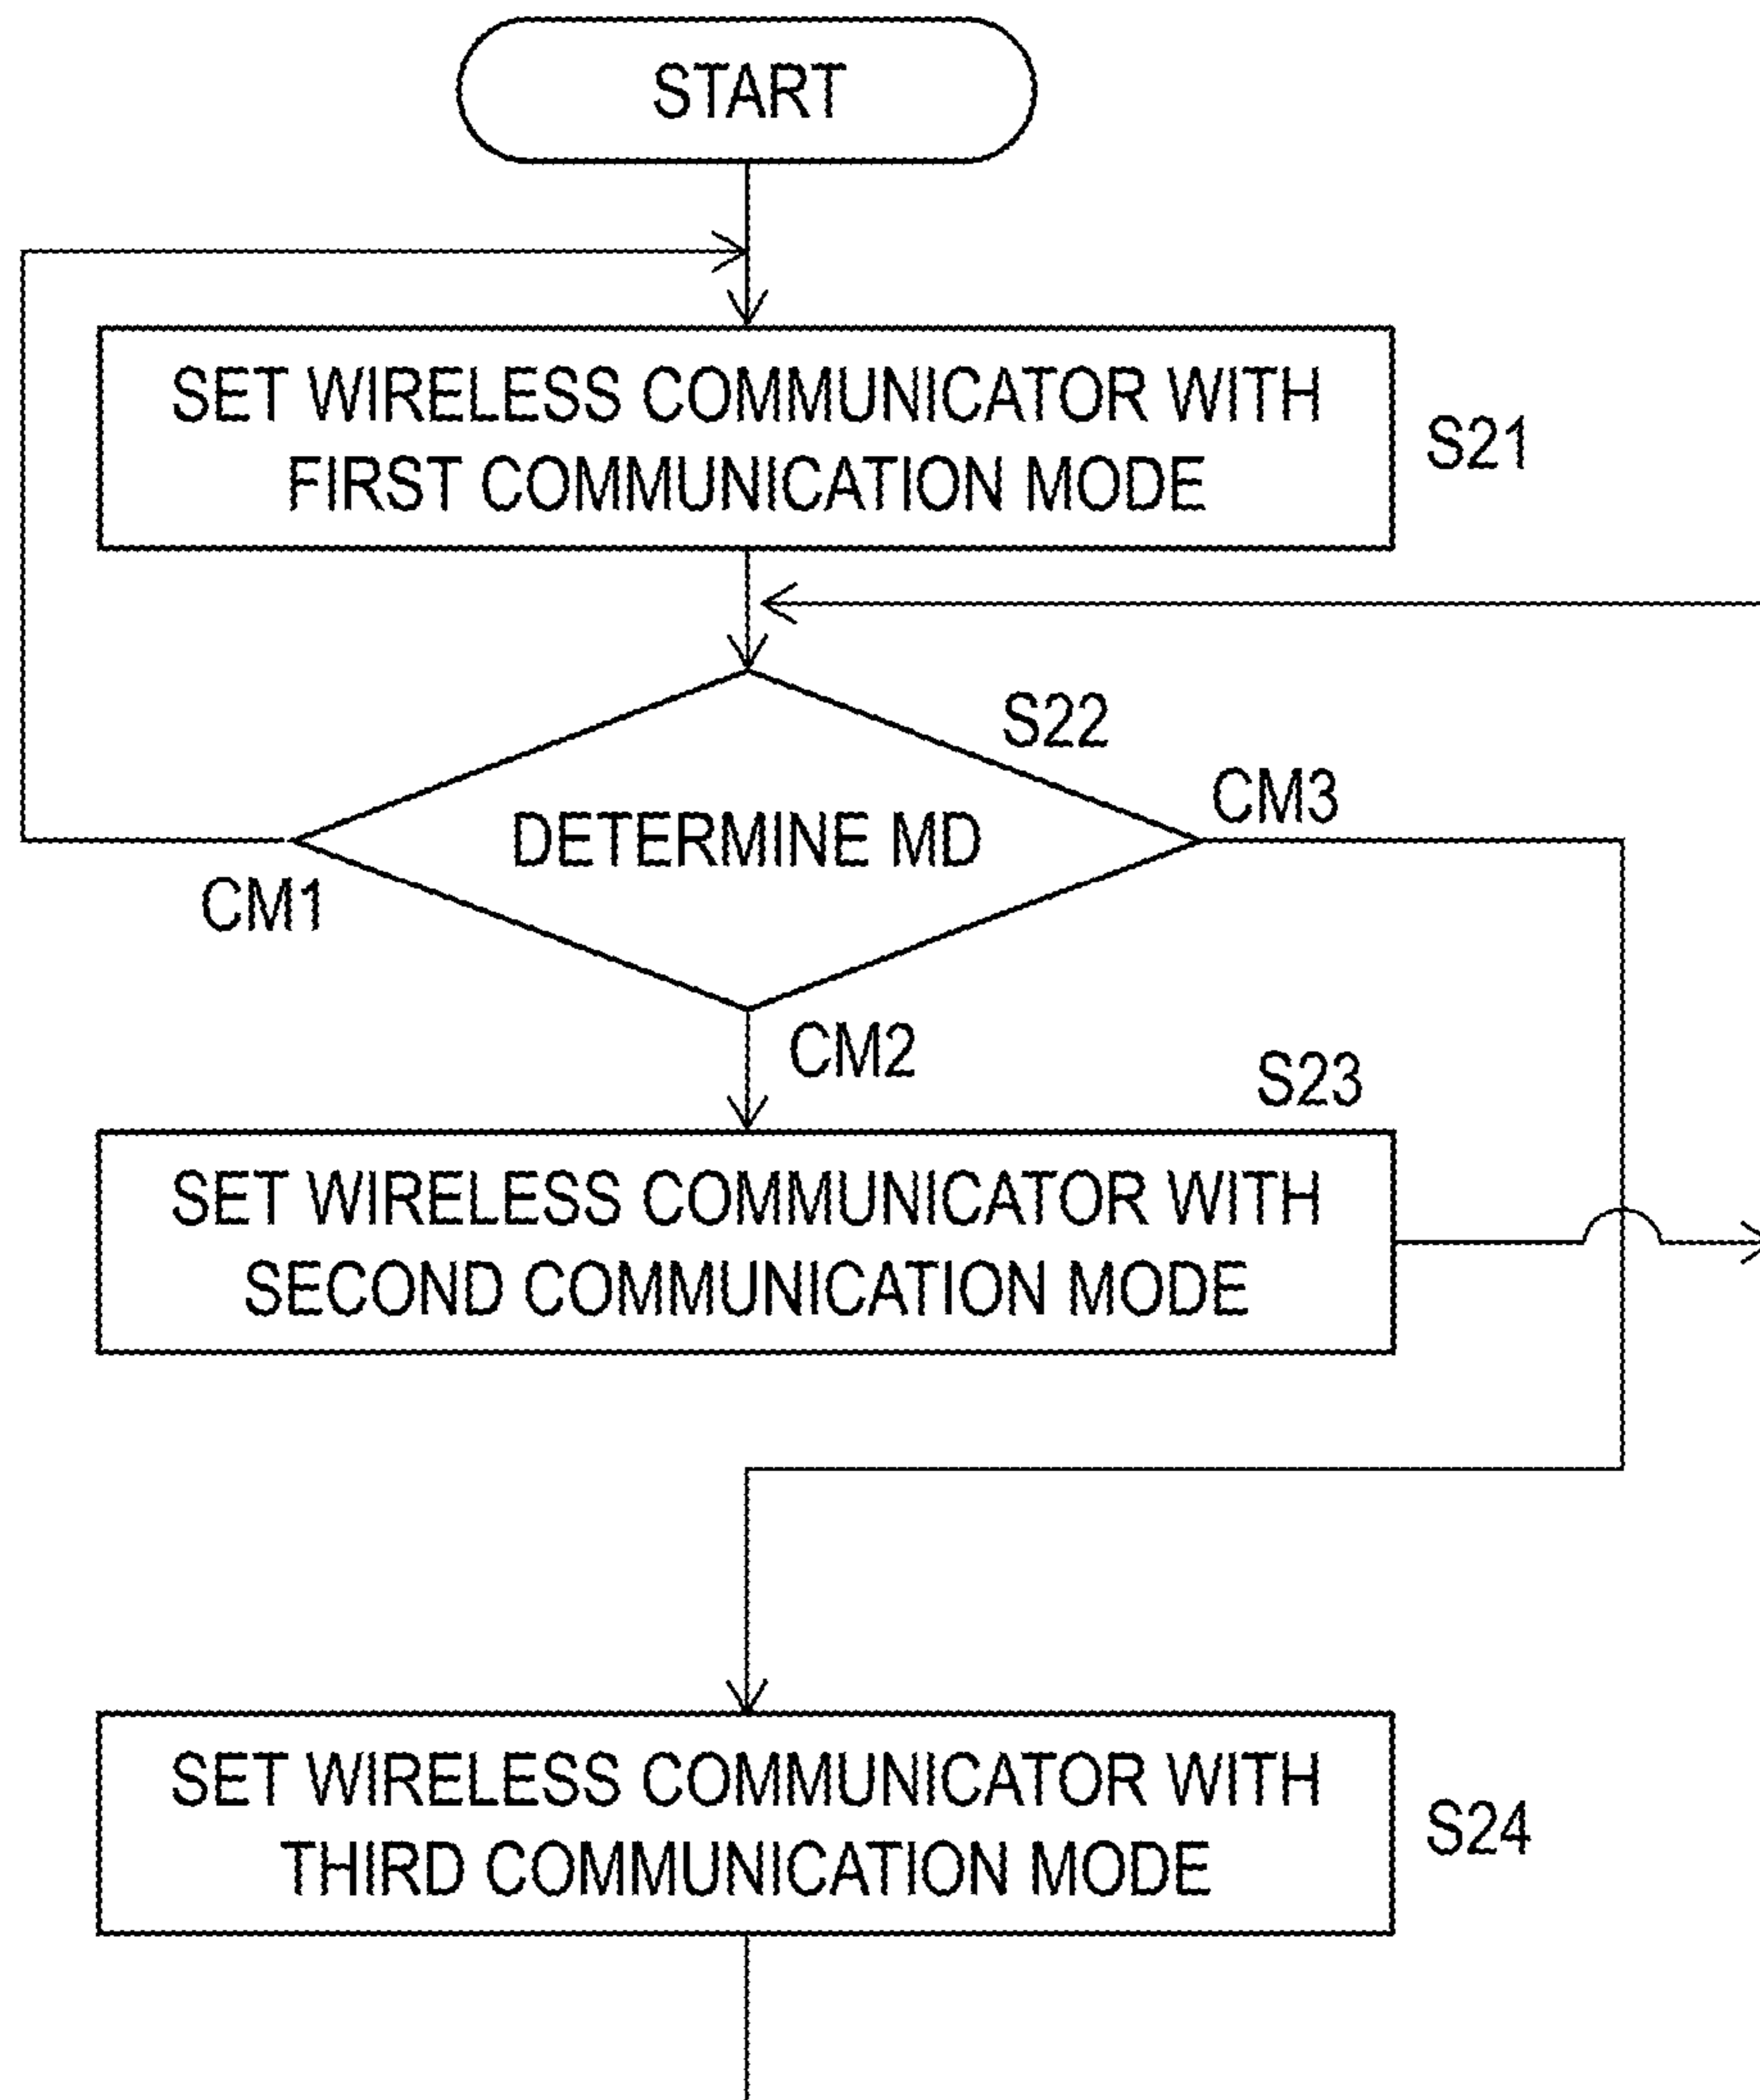 START
SET WIRELESS COMMUNICATOR WITH
FIRST COMMUNICATION MODE
S21
S22
CM3
DETERMINE MD
CM1
CM2
S23
SET WIRELESS COMMUNICATOR WITH
SECOND COMMUNICATION MODE
SET WIRELESS COMMUNICATOR WITH
THIRD COMMUNICATION MODE
S24